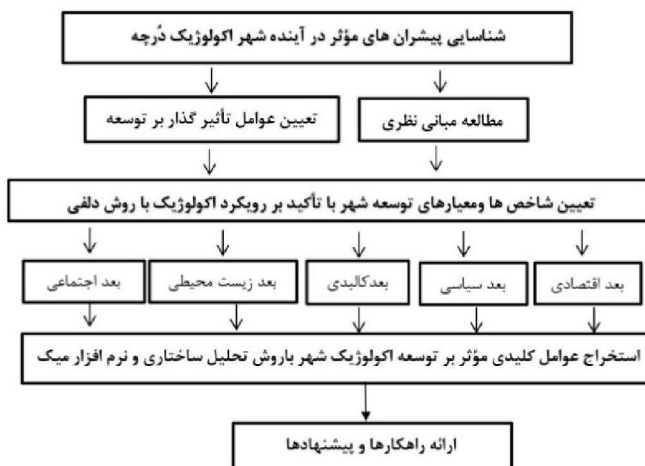 شناسایی پیشران های مؤثر در آینده شهر اکولوژیک دُرچه
مطالعه مبانی نظری
تعیین عوامل تأثیر گذار بر توسعه
تعیین شاخص ها ومعیارهای توسعه شهر با تأکید بر رویکرد اکولوژیک با روش دلفی
بعد اقتصادی
بعد سیاسی
بعدکالبدی
بعد زیست محیطی
بعد اجتماعی
استخراج عوامل کلیدی مؤثر بر توسعه اکولوژیک شهر باروش تحلیل ساختاری و نرم افزار میک
ارائه راهکارها و پیشنهادها